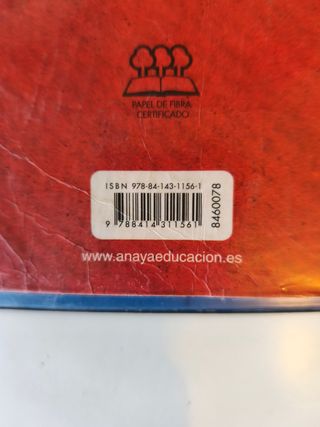 PAPEL DE FIBRA
CERTIFICADO
ISBN 978-84-143-1156-1
9 788414 311561
8460078
www.anayaeducacion.es